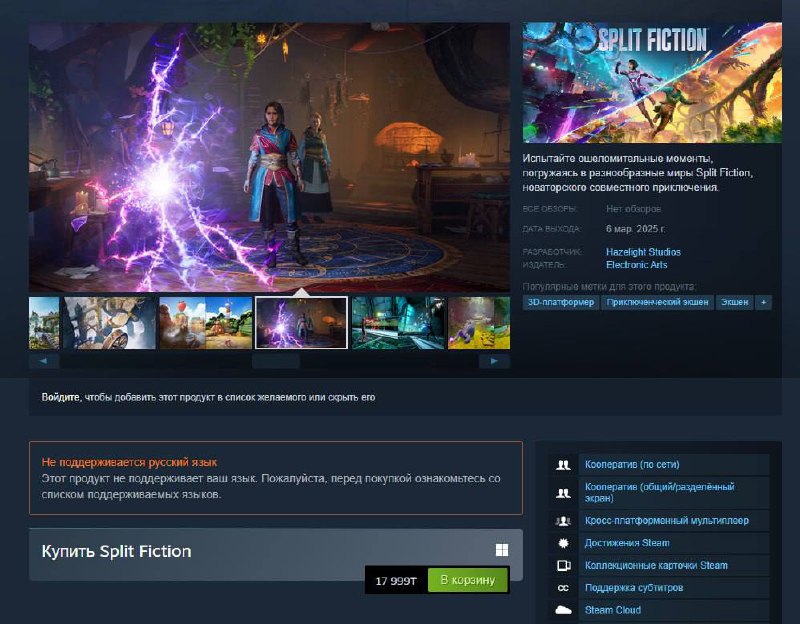 SPLIT FICTION
Испытайте ошеломительные моменты,
погружаясь в разнообразные миры Split Fiction,
новаторского совместного приключения.
ВСЕ ОБЗОРЫ: Нет обзоров
ДАТА ВЫХОДА: 6 мар. 2025 г.
РАЗРАБОТЧИК: Hazelight Studios
ИЗДАТЕЛЬ: Electronic Arts
Популярные метки для этого продукта:
3D-платформер Приключенческий экшен Экшен +
Войдите, чтобы добавить этот продукт в список желаемого или скрыть его
Не поддерживается русский язык
Этот продукт не поддерживает ваш язык. Пожалуйста, перед покупкой ознакомьтесь со
списком поддерживаемых языков.
Купить Split Fiction
17 999₸ В корзину
Кооператив (по сети)
Кооператив (общий/разделённый
экран)
Кросс-платформенный мультиплеер
Достижения Steam
Коллекционные карточки Steam
CC Поддержка субтитров
Steam Cloud